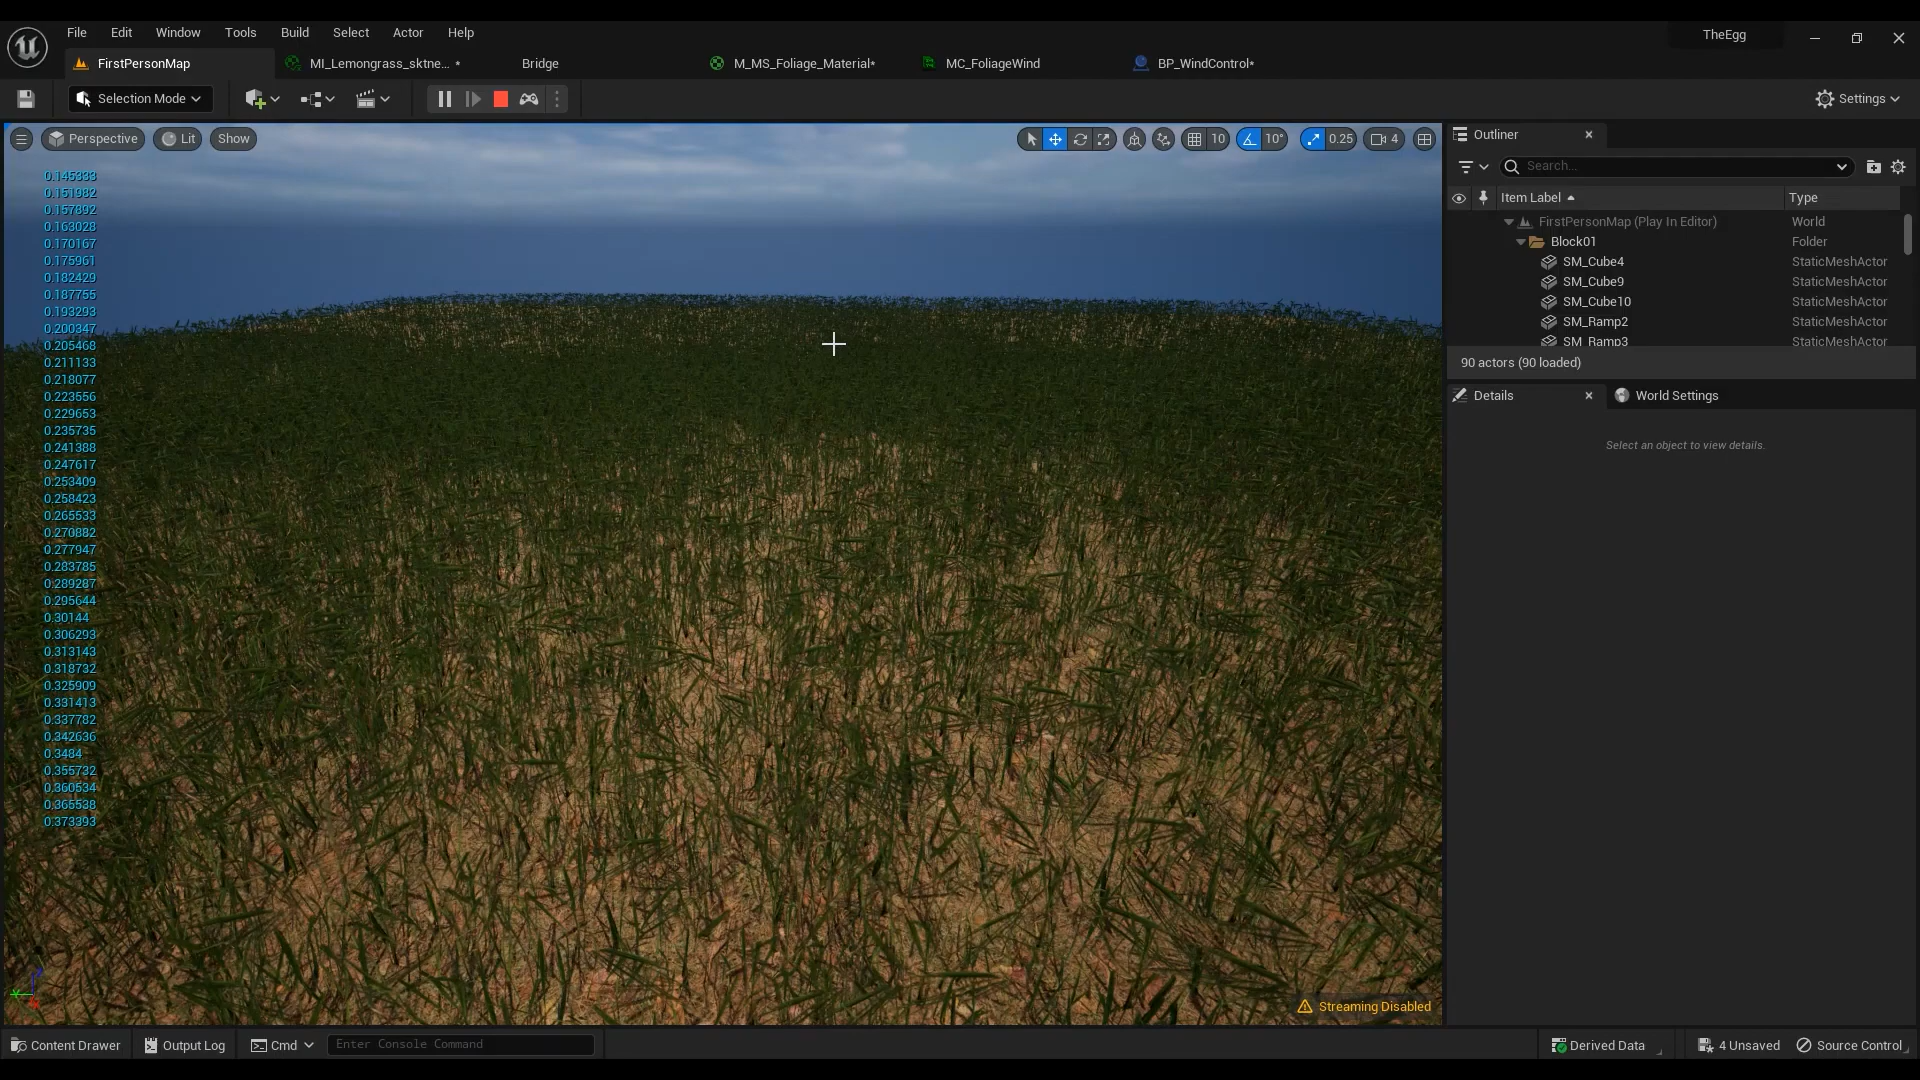 File Edit Window Tools Build Select Actor Help
TheEgg
FirstPersonMap
MI_Lemongrass_sktne... *
Bridge
M_MS_Foliage_Material*
MC_FoliageWind
BP_WindControl*
Selection Mode
Settings
Perspective
Lit
Show
10
10°
0.25
4
0.145333
0.151982
0.157892
0.163028
0.170167
0.175961
0.182429
0.187755
0.193293
0.200347
0.205468
0.211133
0.218077
0.223556
0.229653
0.235735
0.241388
0.247617
0.253409
0.258423
0.265533
0.270882
0.277947
0.283785
0.289287
0.295644
0.30144
0.306293
0.313143
0.318732
0.325909
0.331413
0.337782
0.342636
0.3484
0.355732
0.360534
0.365538
0.373393
Streaming Disabled
Outliner
Search...
Item Label Type
FirstPersonMap (Play In Editor) World
Block01 Folder
SM_Cube4 StaticMeshActor
SM_Cube9 StaticMeshActor
SM_Cube10 StaticMeshActor
SM_Ramp2 StaticMeshActor
SM_Ramp3 StaticMeshActor
90 actors (90 loaded)
Details
World Settings
Select an object to view details.
Content Drawer
Output Log
Cmd
Enter Console Command
Derived Data
4 Unsaved
Source Control